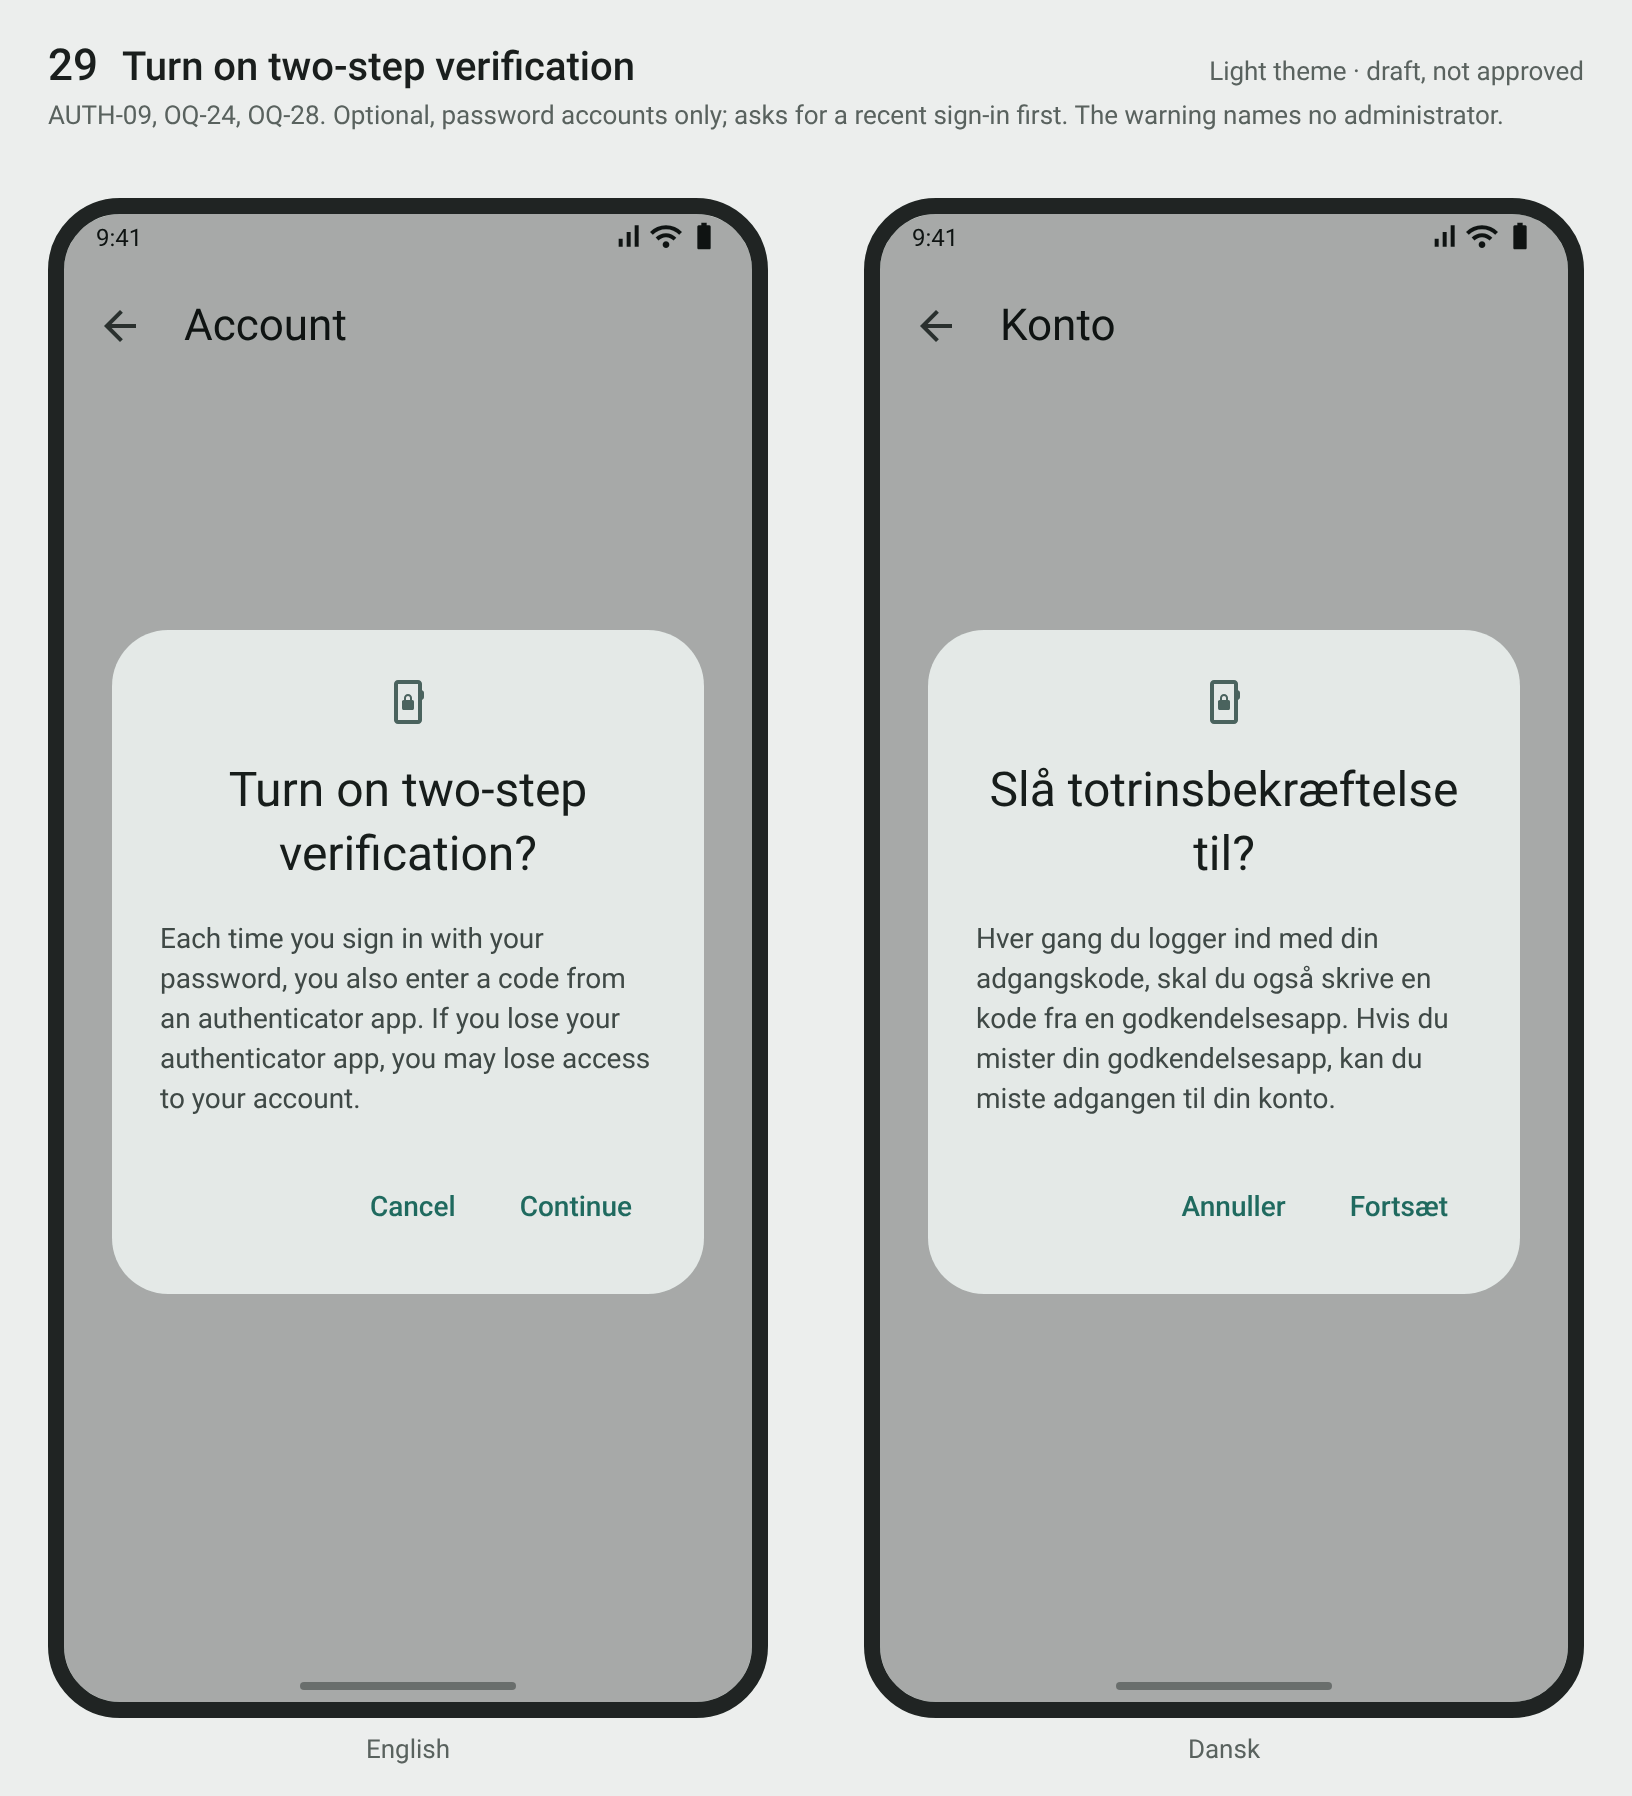 29 Turn on two-step verification
Light theme · draft, not approved
AUTH-09, OQ-24, OQ-28. Optional, password accounts only; asks for a recent sign-in first. The warning names no administrator.
9:41
Account
Turn on two-step
verification?
Each time you sign in with your
password, you also enter a code from
an authenticator app. If you lose your
authenticator app, you may lose access
to your account.
Cancel
Continue
English
9:41
Konto
Slå totrinsbekræftelse
til?
Hver gang du logger ind med din
adgangskode, skal du også skrive en
kode fra en godkendelsesapp. Hvis du
mister din godkendelsesapp, kan du
miste adgangen til din konto.
Annuller
Fortsæt
Dansk